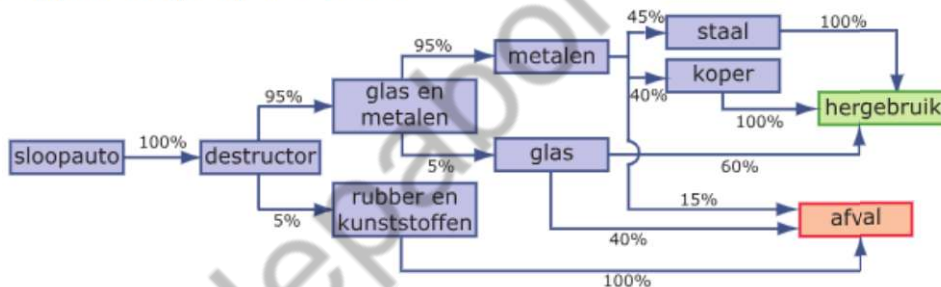 45%
staal
100%
95%
metalen
koper
40%
95%
glas en
metalen
100%
hergebruik
sloopauto
100%
destructor
5%
glas
60%
5%
rubber en
kunststoffen
15%
afval
40%
100%